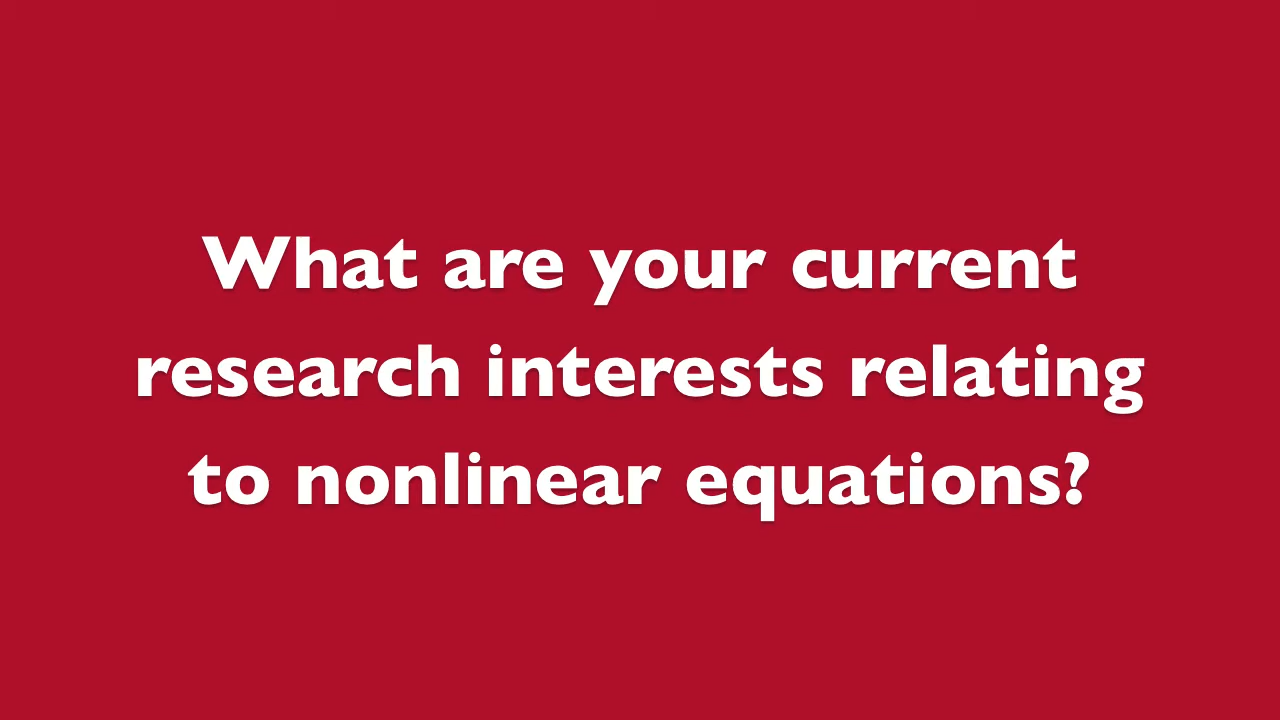 What are your current
research interests relating
to nonlinear equations?